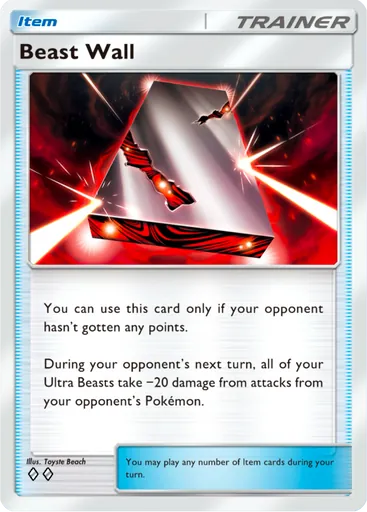 Item
TRAINER
Beast Wall
You can use this card only if your opponent
hasn't gotten any points.
During your opponent's next turn, all of your
Ultra Beasts take −20 damage from attacks from
your opponent's Pokémon.
Illus. Toyste Beach
You may play any number of Item cards during your
turn.